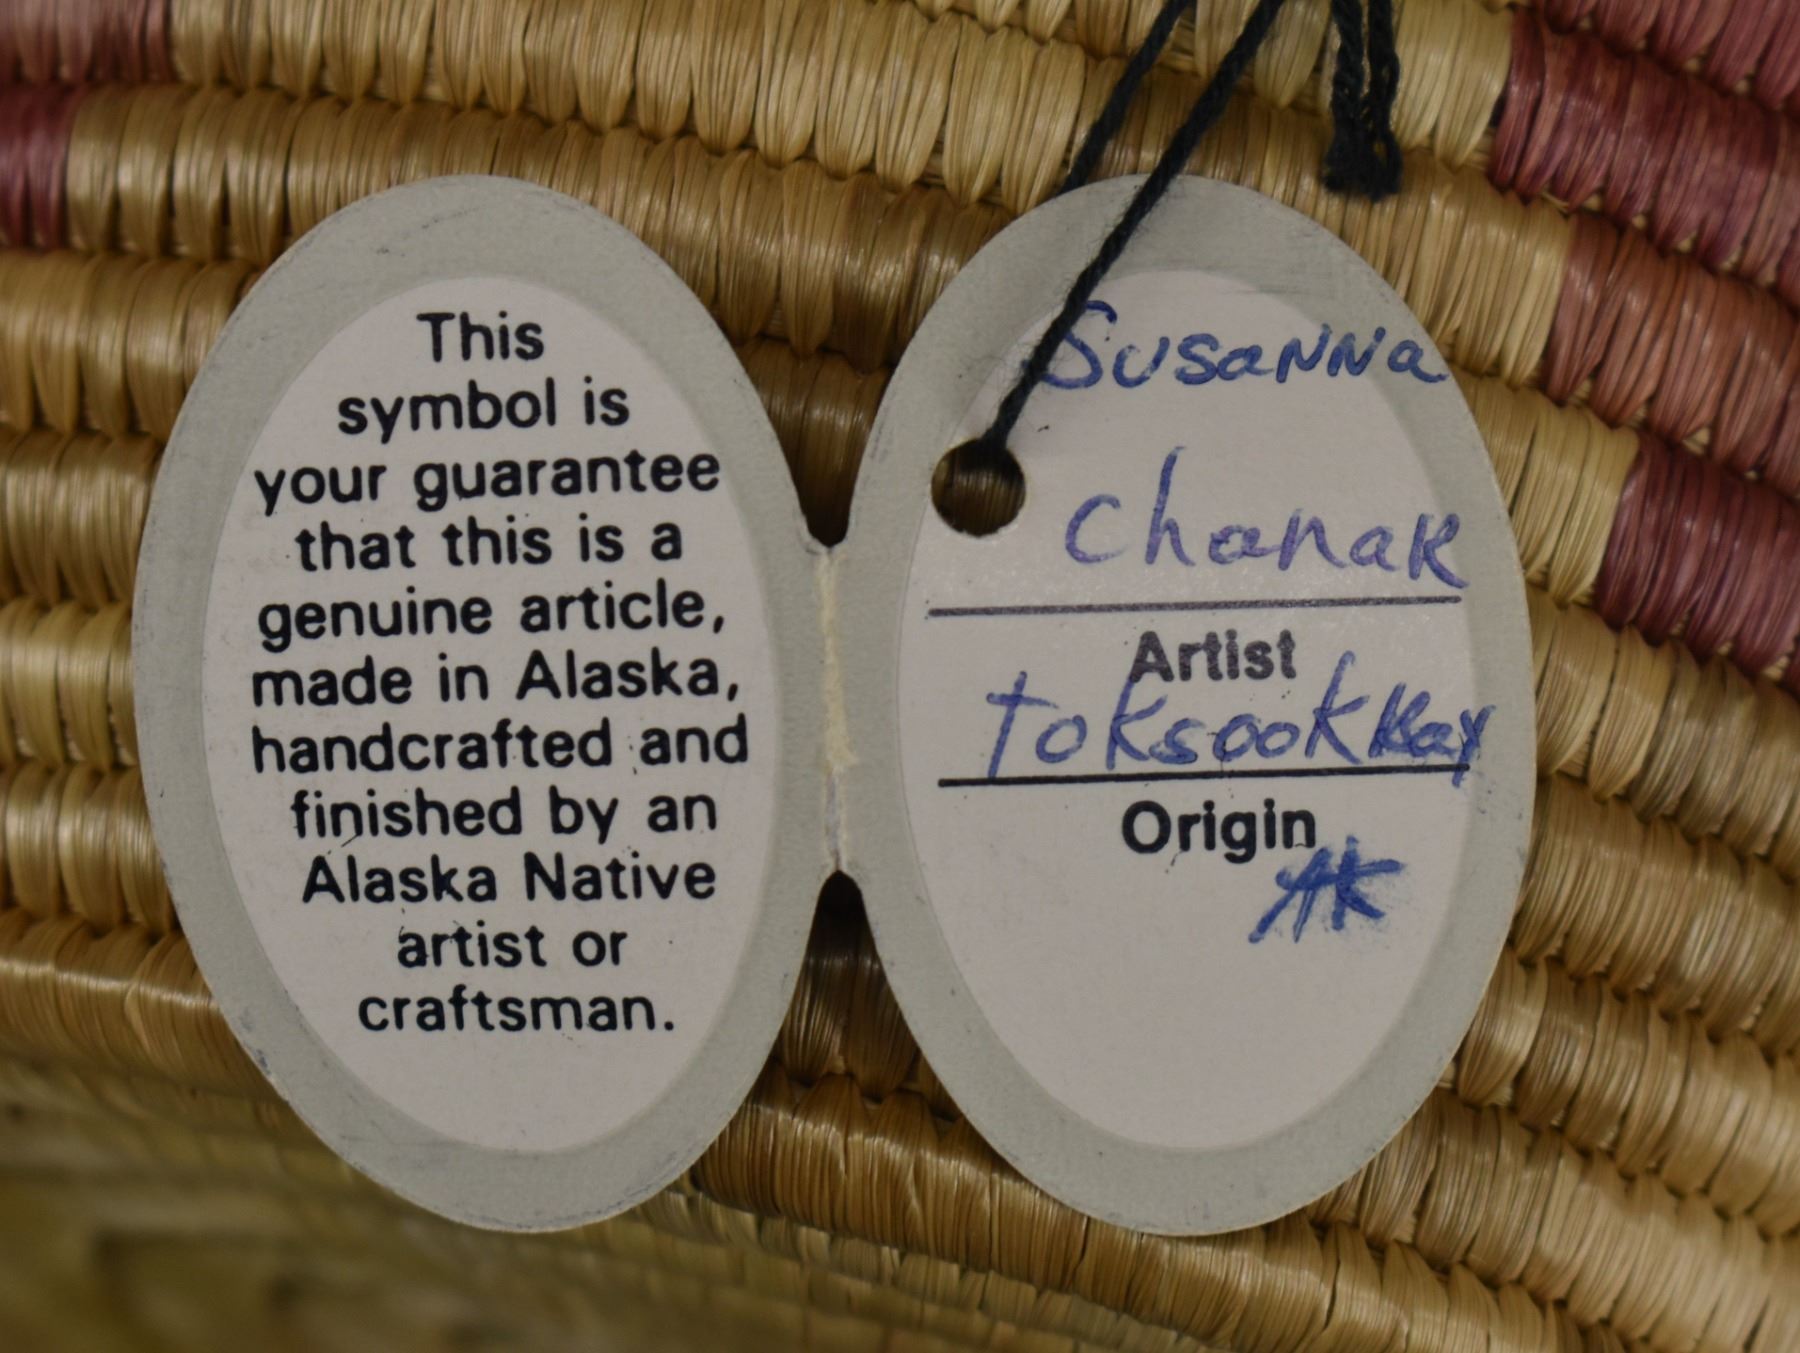 This
symbol is
your guarantee
that this is a
genuine article,
made in Alaska,
handcrafted and
finished by an
Alaska Native
artist or
craftsman.
Susanna
Chanak
Artist
Toksook Bay
Origin
AK